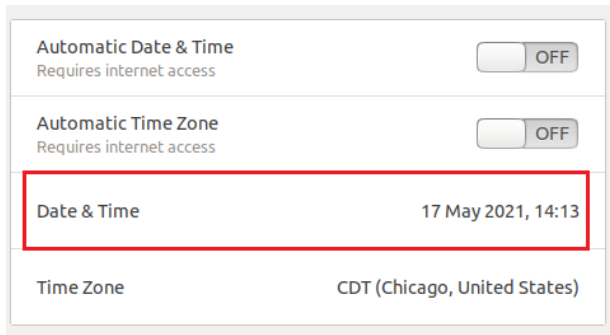 Automatic Date & Time
Requires internet access
OFF
Automatic Time Zone
Requires internet access
OFF
Date & Time 17 May 2021, 14:13
Time Zone CDT (Chicago, United States)